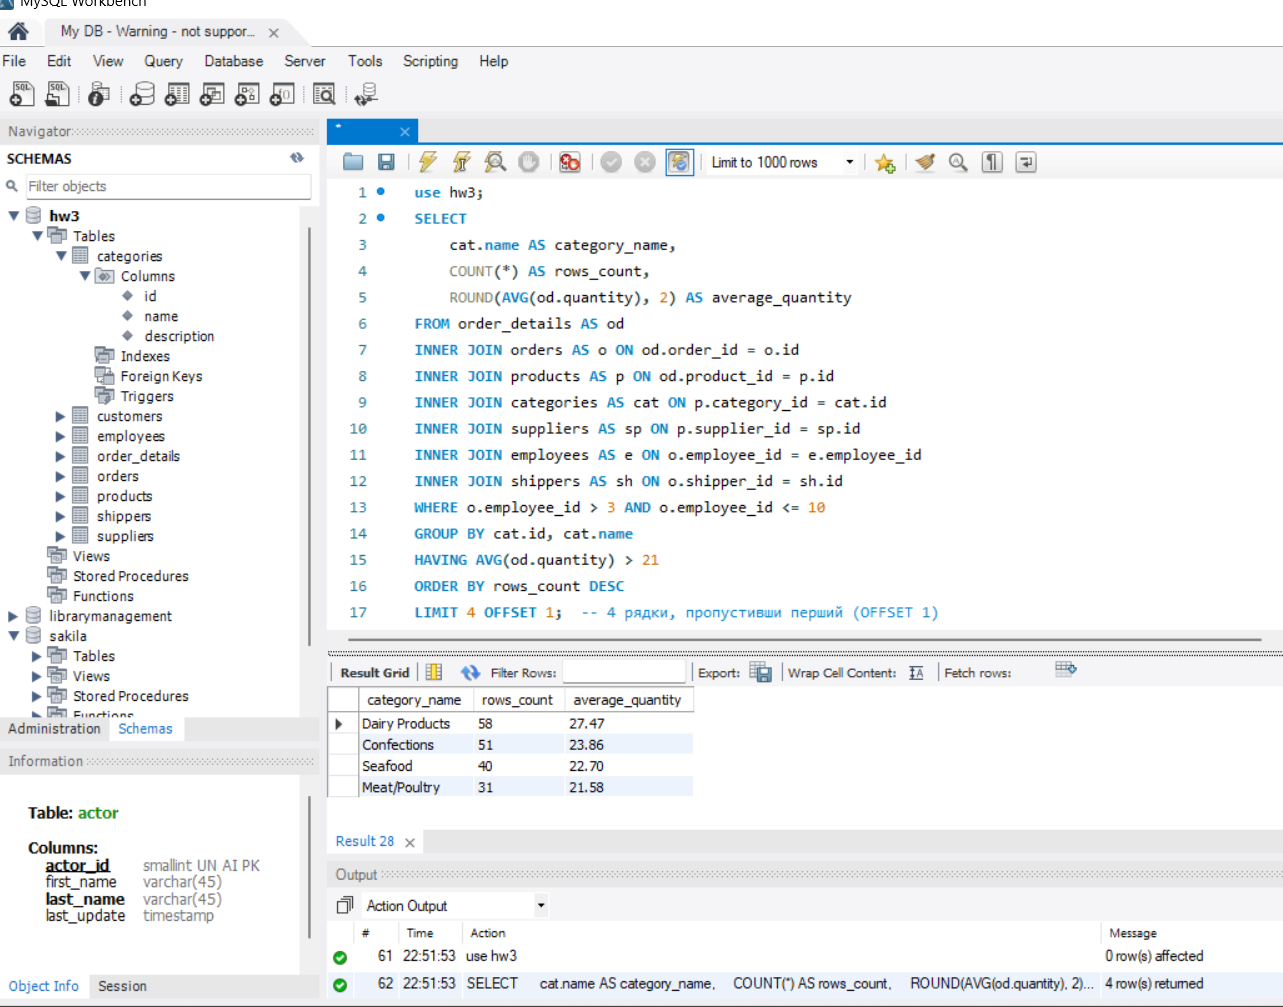 MySQL Workbench
My DB - Warning - not suppor...
File Edit View Query Database Server Tools Scripting Help
Navigator
SCHEMAS
Filter objects
hw3
Tables
categories
Columns
id
name
description
Indexes
Foreign Keys
Triggers
customers
employees
order_details
orders
products
shippers
suppliers
Views
Stored Procedures
Functions
librarymanagement
sakila
Tables
Views
Stored Procedures
Functions
Administration Schemas
Information
Table: actor
Columns:
actor_id smallint UN AI PK
first_name varchar(45)
last_name varchar(45)
last_update timestamp
Object Info Session
*
Limit to 1000 rows
1 use hw3;
2 SELECT
3 cat.name AS category_name,
4 COUNT(*) AS rows_count,
5 ROUND(AVG(od.quantity), 2) AS average_quantity
6 FROM order_details AS od
7 INNER JOIN orders AS o ON od.order_id = o.id
8 INNER JOIN products AS p ON od.product_id = p.id
9 INNER JOIN categories AS cat ON p.category_id = cat.id
10 INNER JOIN suppliers AS sp ON p.supplier_id = sp.id
11 INNER JOIN employees AS e ON o.employee_id = e.employee_id
12 INNER JOIN shippers AS sh ON o.shipper_id = sh.id
13 WHERE o.employee_id > 3 AND o.employee_id <= 10
14 GROUP BY cat.id, cat.name
15 HAVING AVG(od.quantity) > 21
16 ORDER BY rows_count DESC
17 LIMIT 4 OFFSET 1; -- 4 рядки, пропустивши перший (OFFSET 1)
Result Grid Filter Rows: Export: Wrap Cell Content: Fetch rows:
category_name rows_count average_quantity
Dairy Products 58 27.47
Confections 51 23.86
Seafood 40 22.70
Meat/Poultry 31 21.58
Result 28
Output
Action Output
# Time Action Message
61 22:51:53 use hw3 0 row(s) affected
62 22:51:53 SELECT cat.name AS category_name, COUNT(*) AS rows_count, ROUND(AVG(od.quantity), 2)... 4 row(s) returned